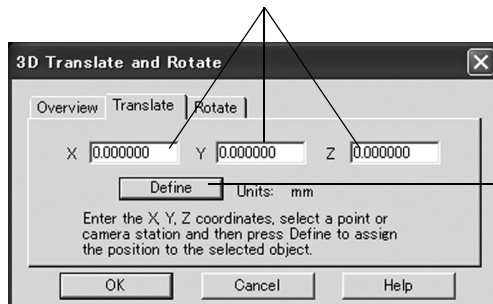 3D Translate and Rotate
Overview Translate Rotate
X 0.000000 Y 0.000000 Z 0.000000
Define Units: mm
Enter the X, Y, Z coordinates, select a point or
camera station and then press Define to assign
the position to the selected object.
OK Cancel Help